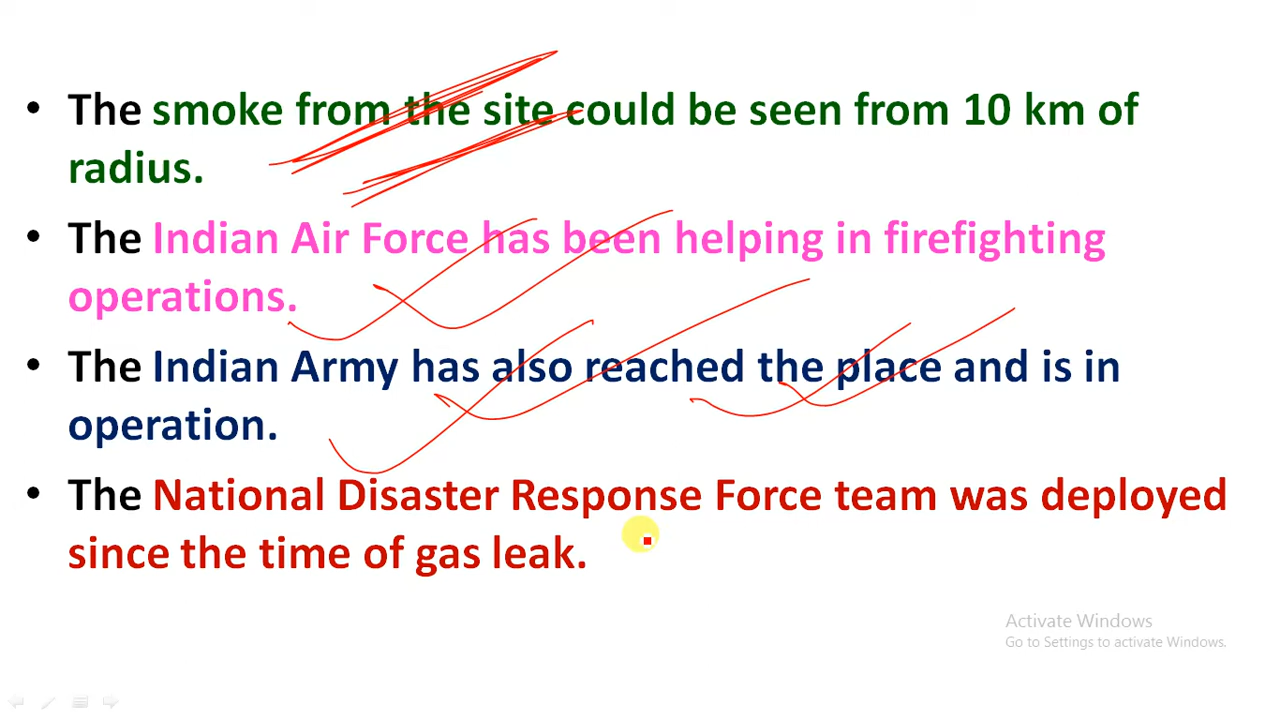 • The smoke from the site could be seen from 10 km of
radius.
• The Indian Air Force has been helping in firefighting
operations.
• The Indian Army has also reached the place and is in
operation.
• The National Disaster Response Force team was deployed
since the time of gas leak.
Activate Windows
Go to Settings to activate Windows.